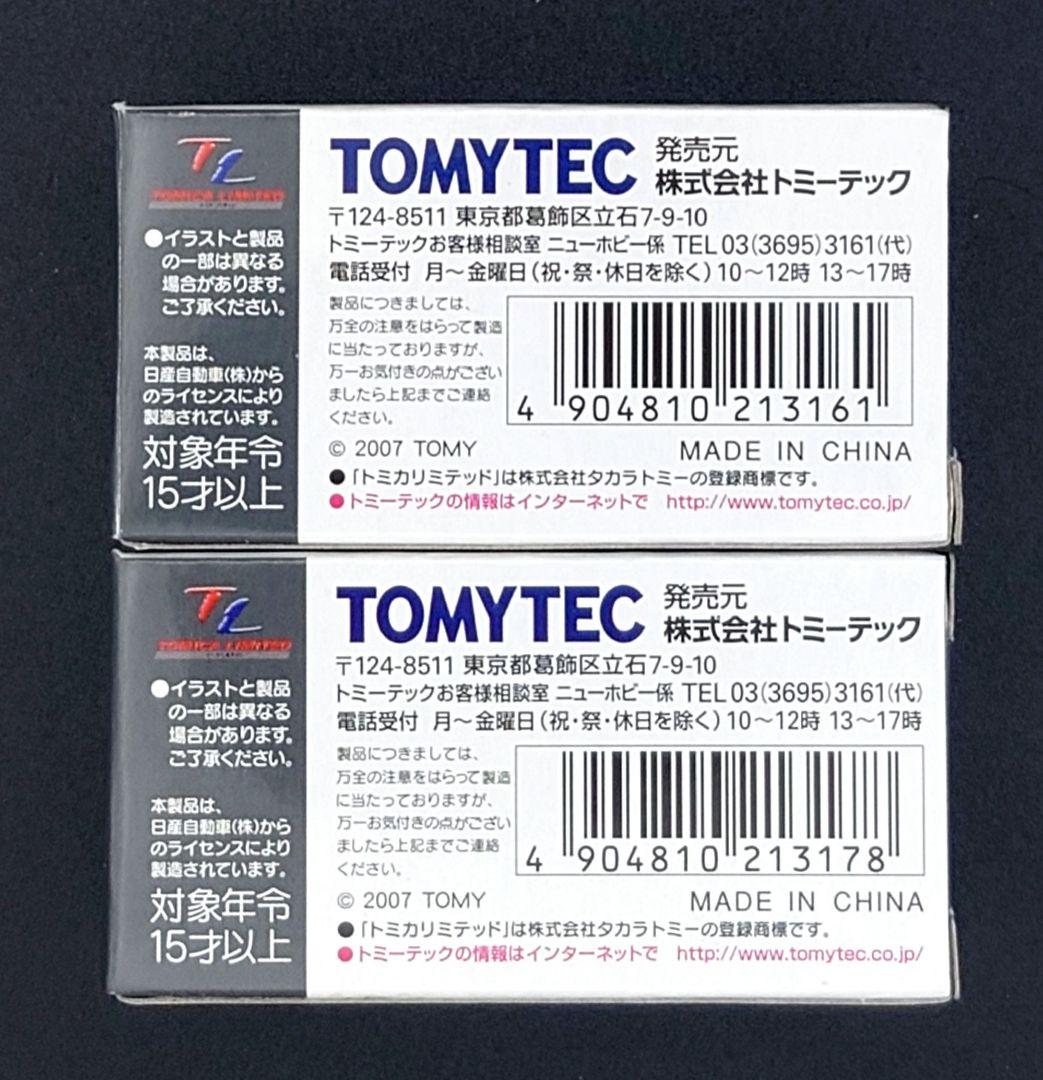 TL
TOMICA LIMITED
●イラストと製品
の一部は異なる
場合があります。
ご了承ください。
本製品は、
日産自動車(株)から
のライセンスにより
製造されています。
対象年令
15才以上
TOMYTEC
発売元
株式会社トミーテック
〒124-8511 東京都葛飾区立石7-9-10
トミーテックお客様相談室 ニューホビー係 TEL 03(3695)3161(代)
電話受付 月～金曜日(祝・祭・休日を除く)10～12時 13～17時
製品につきましては、
万全の注意をはらって製造
に当たっておりますが、
万一お気付きの点がござい
ましたら上記までご連絡
ください。
4 904810 213161
© 2007 TOMY
MADE IN CHINA
●「トミカリミテッド」は株式会社タカラトミーの登録商標です。
●トミーテックの情報はインターネットで http://www.tomytec.co.jp/
TL
TOMICA LIMITED
●イラストと製品
の一部は異なる
場合があります。
ご了承ください。
本製品は、
日産自動車(株)から
のライセンスにより
製造されています。
対象年令
15才以上
TOMYTEC
発売元
株式会社トミーテック
〒124-8511 東京都葛飾区立石7-9-10
トミーテックお客様相談室 ニューホビー係 TEL 03(3695)3161(代)
電話受付 月～金曜日(祝・祭・休日を除く)10～12時 13～17時
製品につきましては、
万全の注意をはらって製造
に当たっておりますが、
万一お気付きの点がござい
ましたら上記までご連絡
ください。
4 904810 213178
© 2007 TOMY
MADE IN CHINA
●「トミカリミテッド」は株式会社タカラトミーの登録商標です。
●トミーテックの情報はインターネットで http://www.tomytec.co.jp/